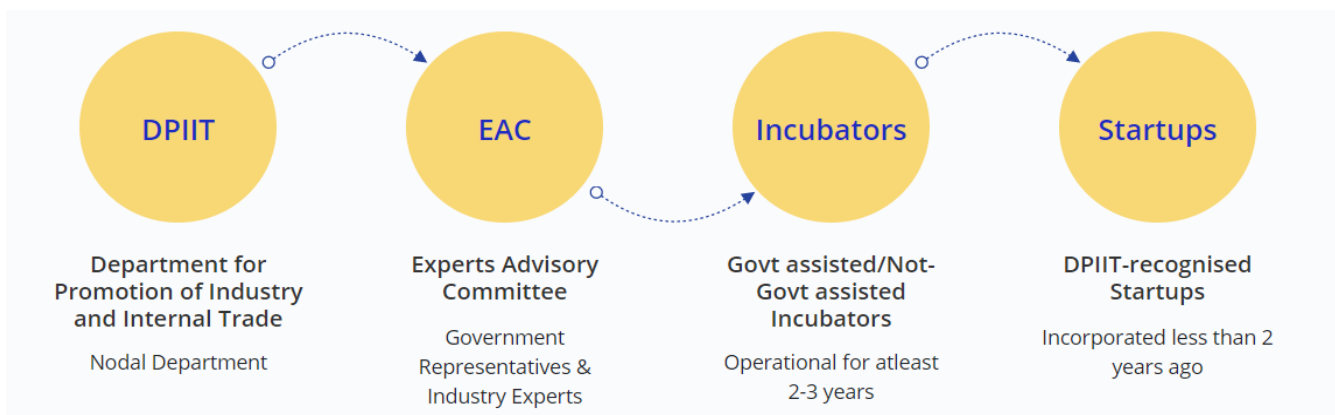 DPIIT
EAC
Incubators
Startups
Department for
Promotion of Industry
and Internal Trade
Nodal Department
Experts Advisory
Committee
Government
Representatives &
Industry Experts
Govt assisted/Not-
Govt assisted
Incubators
Operational for atleast
2-3 years
DPIIT-recognised
Startups
Incorporated less than 2
years ago